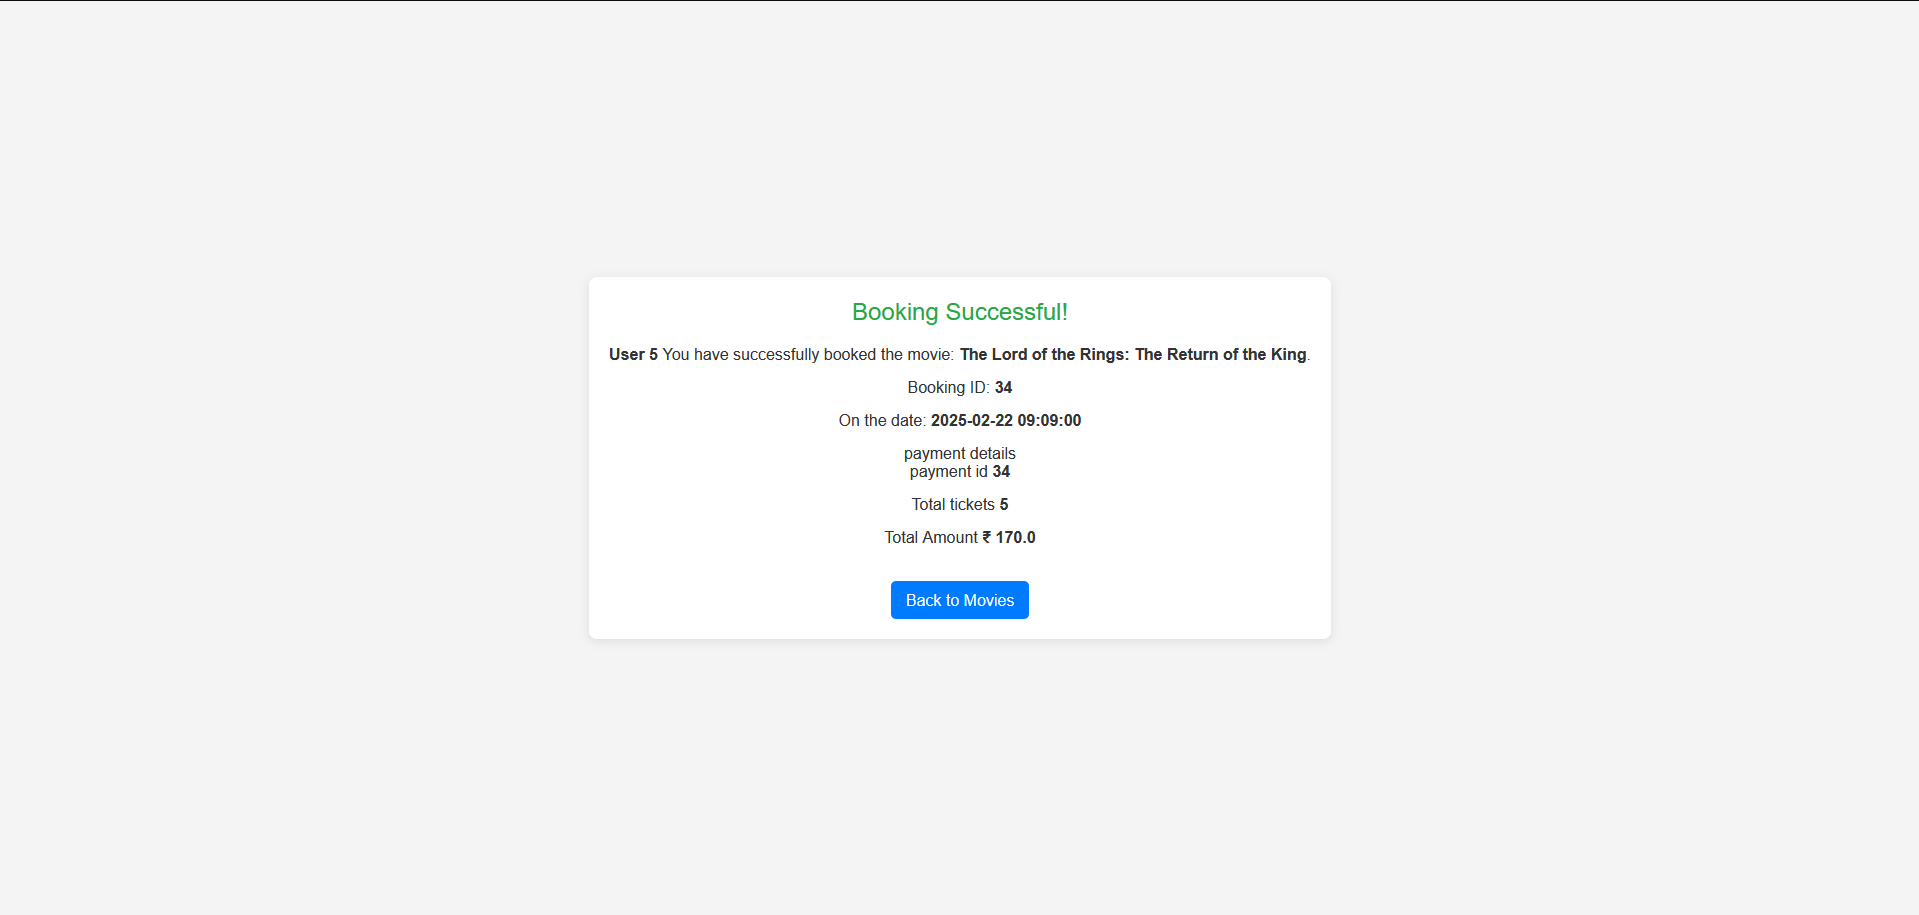 Booking Successful!
User 5 You have successfully booked the movie: The Lord of the Rings: The Return of the King.
Booking ID: 34
On the date: 2025-02-22 09:09:00
payment details
payment id 34
Total tickets 5
Total Amount ₹ 170.0
Back to Movies